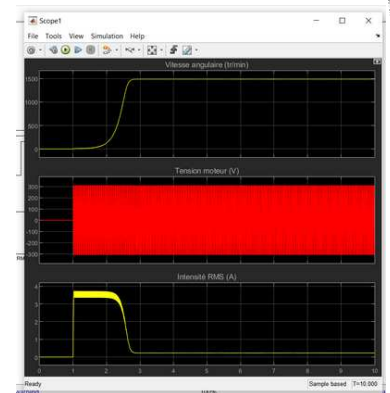 Scope1
File Tools View Simulation Help
Vitesse angulaire (tr/min)
1500
1000
500
0
Tension moteur (V)
300
200
100
0
-100
-200
-300
Intensité RMS (A)
4
3
2
1
0
0 1 2 3 4 5 6 7 8 9 10
Ready Sample based T=10.000